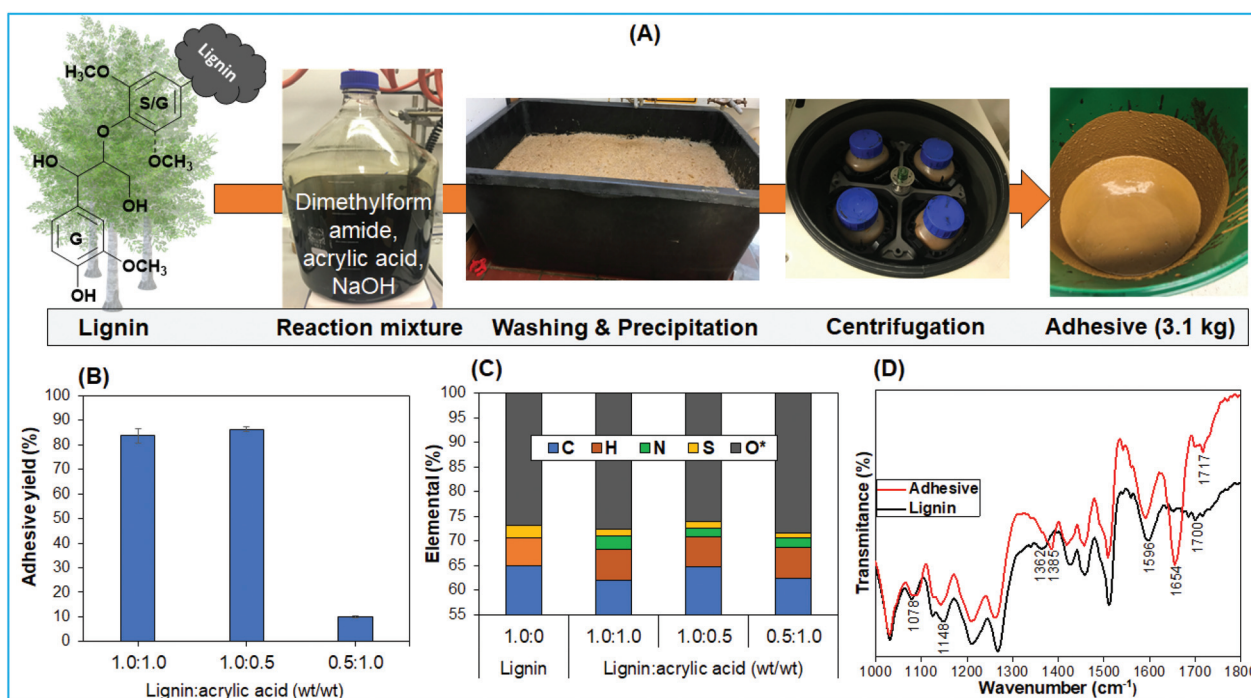 (A)
Lignin
H₃CO
S/G
O
OCH₃
HO
OH
G
OCH₃
OH
Dimethylform
amide,
acrylic acid,
NaOH
Lignin
Reaction mixture
Washing & Precipitation
Centrifugation
Adhesive (3.1 kg)
(B)
Adhesive yield (%)
100
90
80
70
60
50
40
30
20
10
0
1.0:1.0
1.0:0.5
0.5:1.0
Lignin:acrylic acid (wt/wt)
(C)
Elemental (%)
100
95
90
85
80
75
70
65
60
55
C
H
N
S
O*
1.0:0
1.0:1.0
1.0:0.5
0.5:1.0
Lignin
Lignin:acrylic acid (wt/wt)
(D)
Transmitance (%)
Adhesive
Lignin
1078
1148
1362
1385
1596
1654
1700
1717
1000
1100
1200
1300
1400
1500
1600
1700
1800
Wavenumber (cm⁻¹)